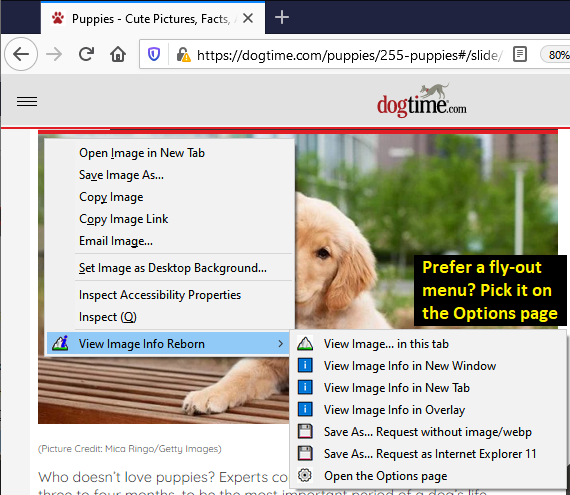 Puppies - Cute Pictures, Facts,
https://dogtime.com/puppies/255-puppies#/slide/
80%
dogtime.com
Open Image in New Tab
Save Image As...
Copy Image
Copy Image Link
Email Image...
Set Image as Desktop Background...
Inspect Accessibility Properties
Inspect (Q)
View Image Info Reborn
Prefer a fly-out
menu? Pick it on
the Options page
View Image... in this tab
View Image Info in New Window
View Image Info in New Tab
View Image Info in Overlay
Save As... Request without image/webp
Save As... Request as Internet Explorer 11
Open the Options page
(Picture Credit: Mica Ringo/Getty Images)
Who doesn't love puppies? Experts co
three to four months, to be the most important period of a dog's life